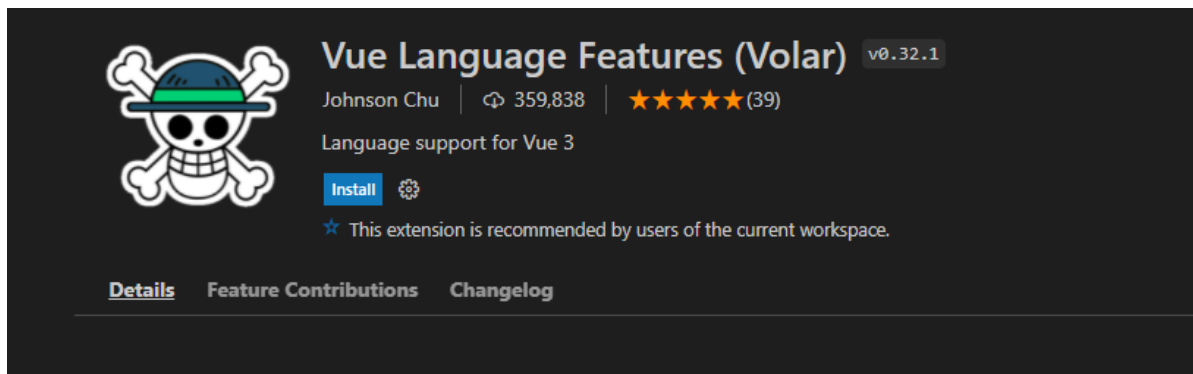 Vue Language Features (Volar) v0.32.1
Johnson Chu 359,838 (39)
Language support for Vue 3
Install
This extension is recommended by users of the current workspace.
Details Feature Contributions Changelog